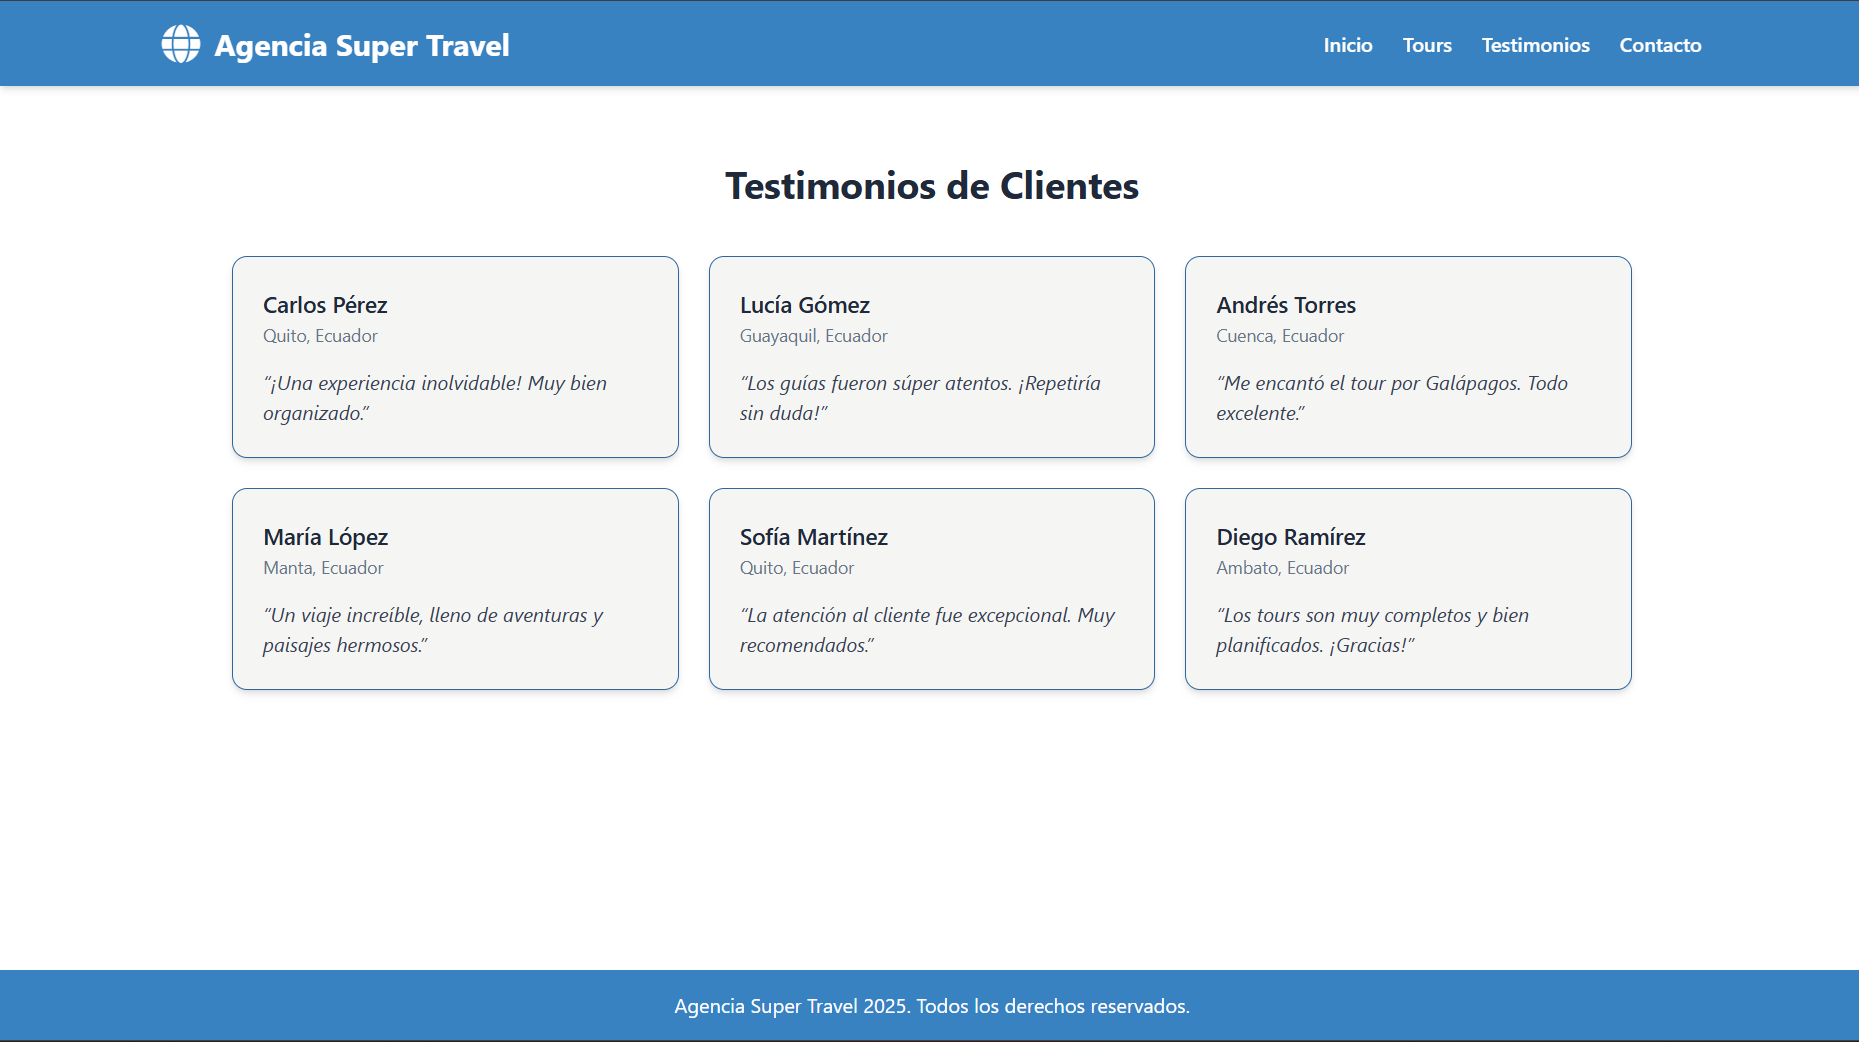 Agencia Super Travel
Inicio
Tours
Testimonios
Contacto
Testimonios de Clientes
Carlos Pérez
Quito, Ecuador
“¡Una experiencia inolvidable! Muy bien
organizado.”
Lucía Gómez
Guayaquil, Ecuador
“Los guías fueron súper atentos. ¡Repetiría
sin duda!”
Andrés Torres
Cuenca, Ecuador
“Me encantó el tour por Galápagos. Todo
excelente.”
María López
Manta, Ecuador
“Un viaje increíble, lleno de aventuras y
paisajes hermosos.”
Sofía Martínez
Quito, Ecuador
“La atención al cliente fue excepcional. Muy
recomendados.”
Diego Ramírez
Ambato, Ecuador
“Los tours son muy completos y bien
planificados. ¡Gracias!”
Agencia Super Travel 2025. Todos los derechos reservados.